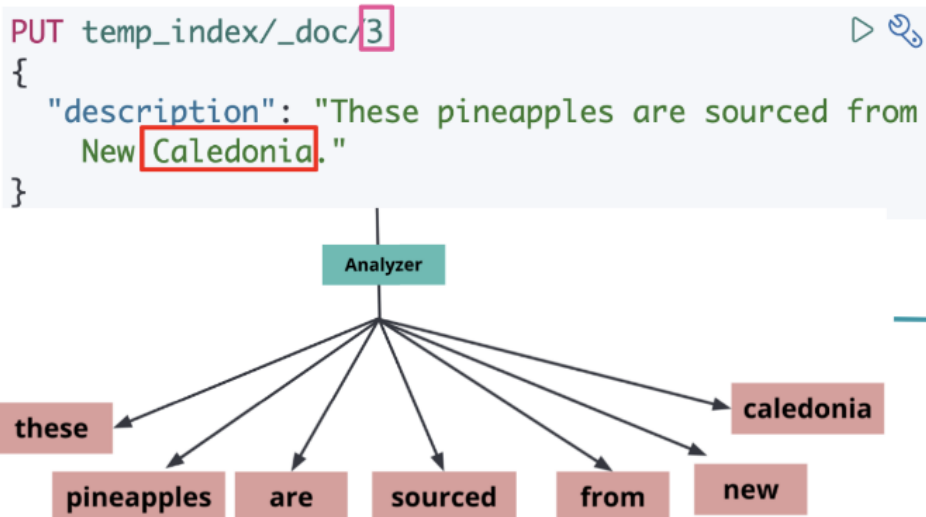 PUT temp_index/_doc/3
{
"description": "These pineapples are sourced from
New Caledonia."
}
Analyzer
these
pineapples
are
sourced
from
new
caledonia